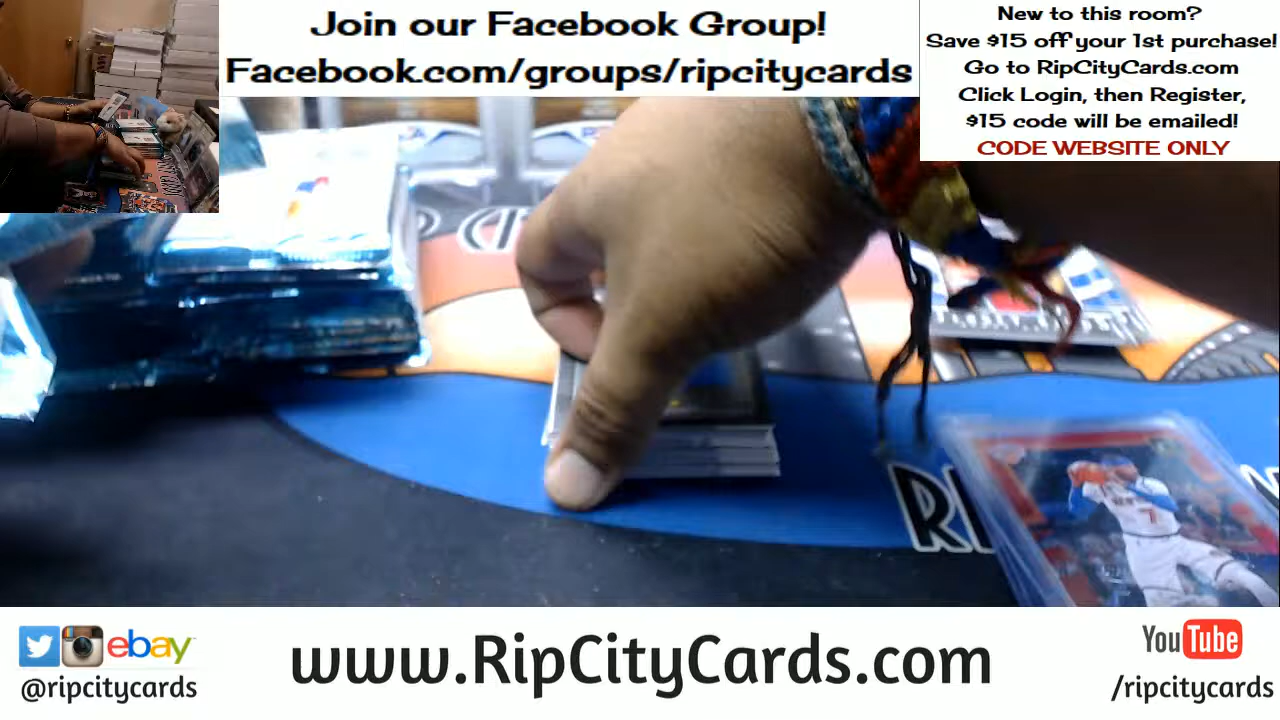 Join our Facebook Group!
Facebook.com/groups/ripcitycards
New to this room?
Save $15 off your 1st purchase!
Go to RipCityCards.com
Click Login, then Register,
$15 code will be emailed!
CODE WEBSITE ONLY
7
ebay
@ripcitycards
www.RipCityCards.com
YouTube
/ripcitycards